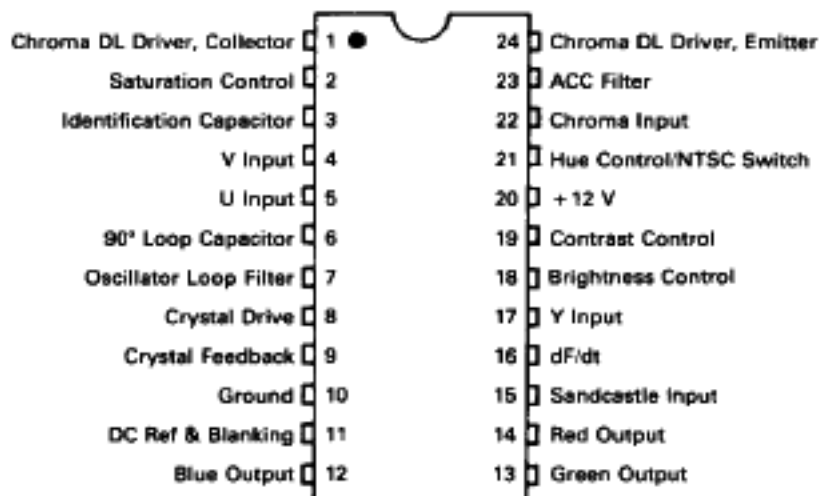 Chroma DL Driver, Collector 1 24 Chroma DL Driver, Emitter
Saturation Control 2 23 ACC Filter
Identification Capacitor 3 22 Chroma Input
V Input 4 21 Hue Control/NTSC Switch
U Input 5 20 +12 V
90° Loop Capacitor 6 19 Contrast Control
Oscillator Loop Filter 7 18 Brightness Control
Crystal Drive 8 17 Y Input
Crystal Feedback 9 16 dF/dt
Ground 10 15 Sandcastle Input
DC Ref & Blanking 11 14 Red Output
Blue Output 12 13 Green Output